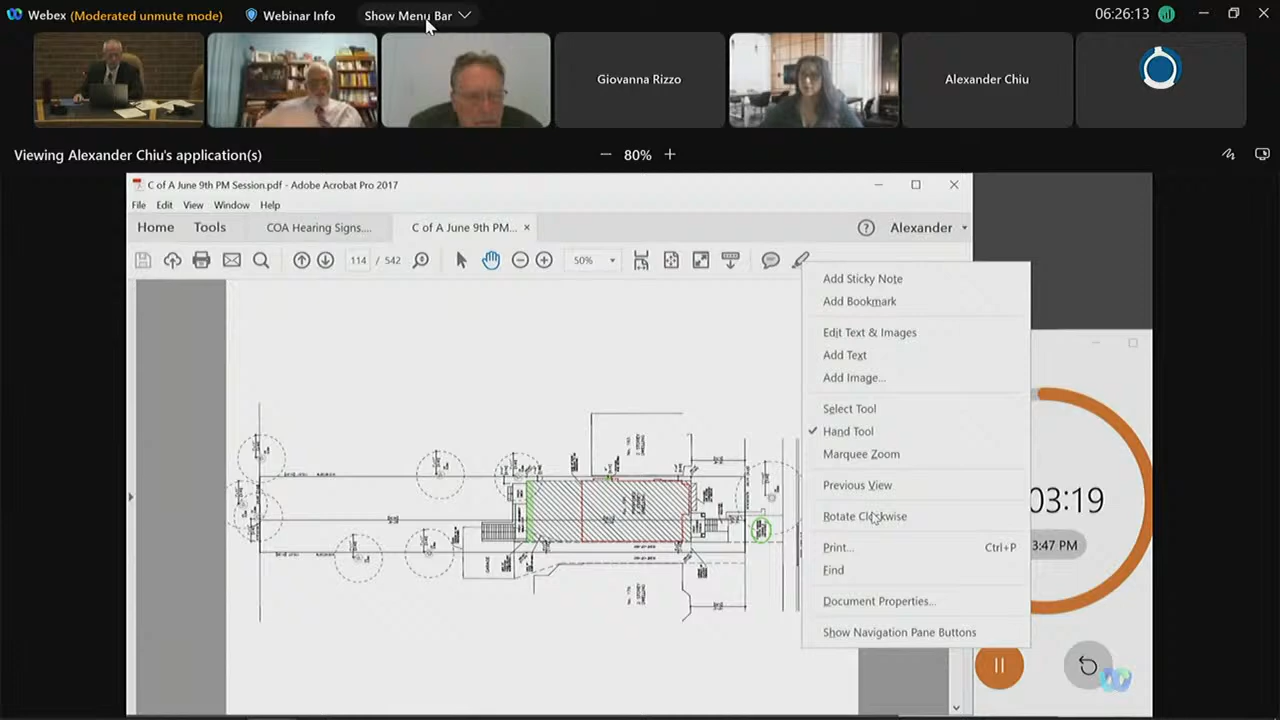 Webex (Moderated unmute mode) Webinar Info Show Menu Bar 06:26:13
Giovanna Rizzo
Alexander Chiu
Viewing Alexander Chiu's application(s) 80%
C of A June 9th PM Session.pdf - Adobe Acrobat Pro 2017
File Edit View Window Help
Home Tools COA Hearing Signs.... C of A June 9th PM... × Alexander
114 / 542 50%
Add Sticky Note
Add Bookmark
Edit Text & Images
Add Text
Add Image...
Select Tool
Hand Tool
Marquee Zoom
Previous View
Rotate Clockwise
Print... Ctrl+P
Find
Document Properties...
Show Navigation Pane Buttons
03:19
3:47 PM
GARAGE